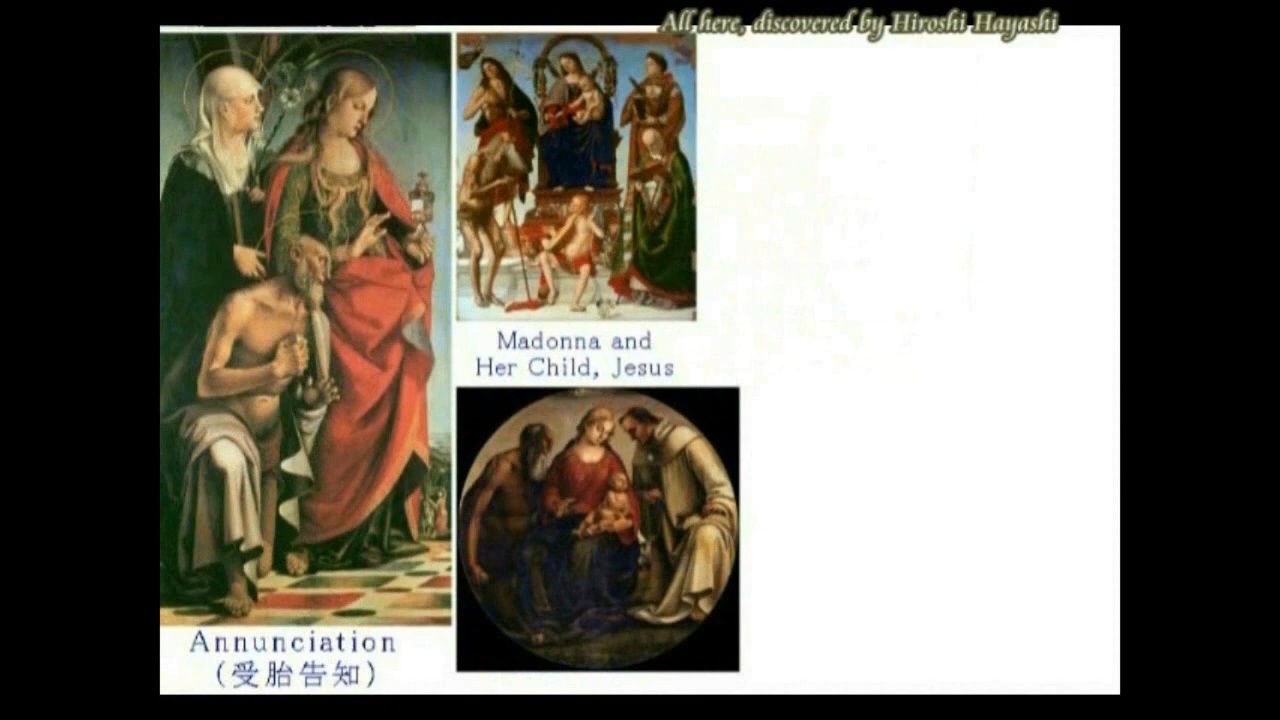 All here, discovered by Hiroshi Hayashi
Madonna and
Her Child, Jesus
Annunciation
(受胎告知)